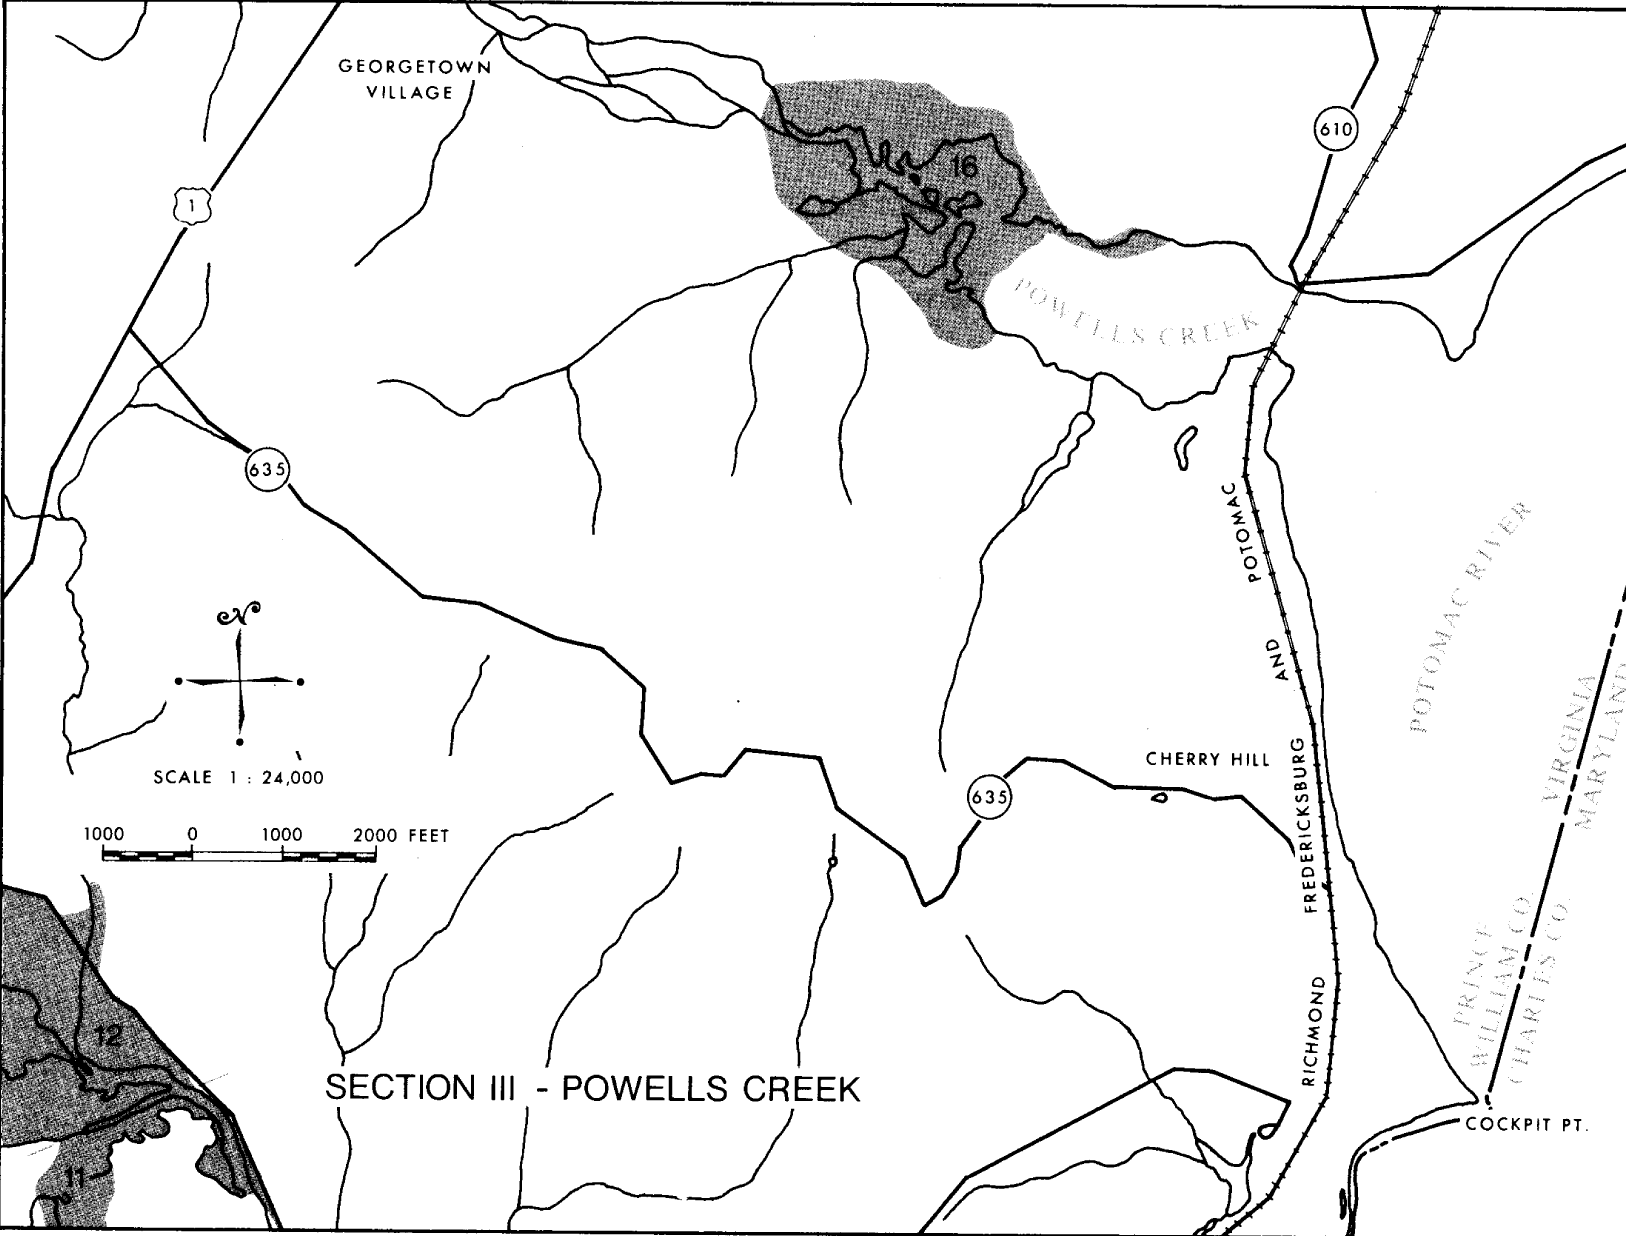 GEORGETOWN
VILLAGE
610
16
1
POWELLS CREEK
635
POTOMAC RIVER
N
SCALE 1 : 24,000
1000 0 1000 2000 FEET
RICHMOND FREDERICKSBURG AND POTOMAC
VIRGINIA
MARYLAND
CHERRY HILL
635
PRINCE
WILLIAM CO.
CHARLES CO.
12
SECTION III - POWELLS CREEK
COCKPIT PT.
11